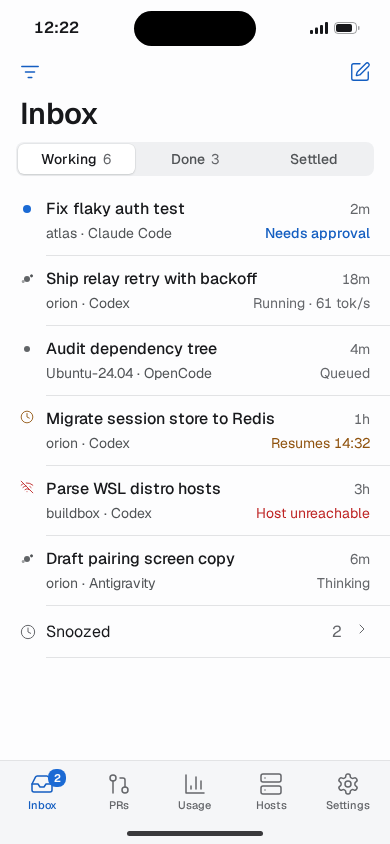 12:22
Inbox
Working 6
Done 3
Settled
Fix flaky auth test 2m
atlas · Claude Code Needs approval
Ship relay retry with backoff 18m
orion · Codex Running · 61 tok/s
Audit dependency tree 4m
Ubuntu-24.04 · OpenCode Queued
Migrate session store to Redis 1h
orion · Codex Resumes 14:32
Parse WSL distro hosts 3h
buildbox · Codex Host unreachable
Draft pairing screen copy 6m
orion · Antigravity Thinking
Snoozed 2
2
Inbox
PRs
Usage
Hosts
Settings